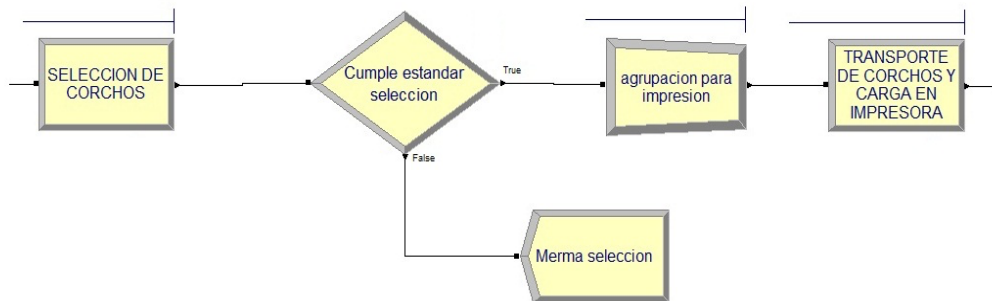 SELECCION DE
CORCHOS
Cumple estandar
seleccion
True
False
agrupacion para
impresion
TRANSPORTE
DE CORCHOS Y
CARGA EN
IMPRESORA
Merma seleccion